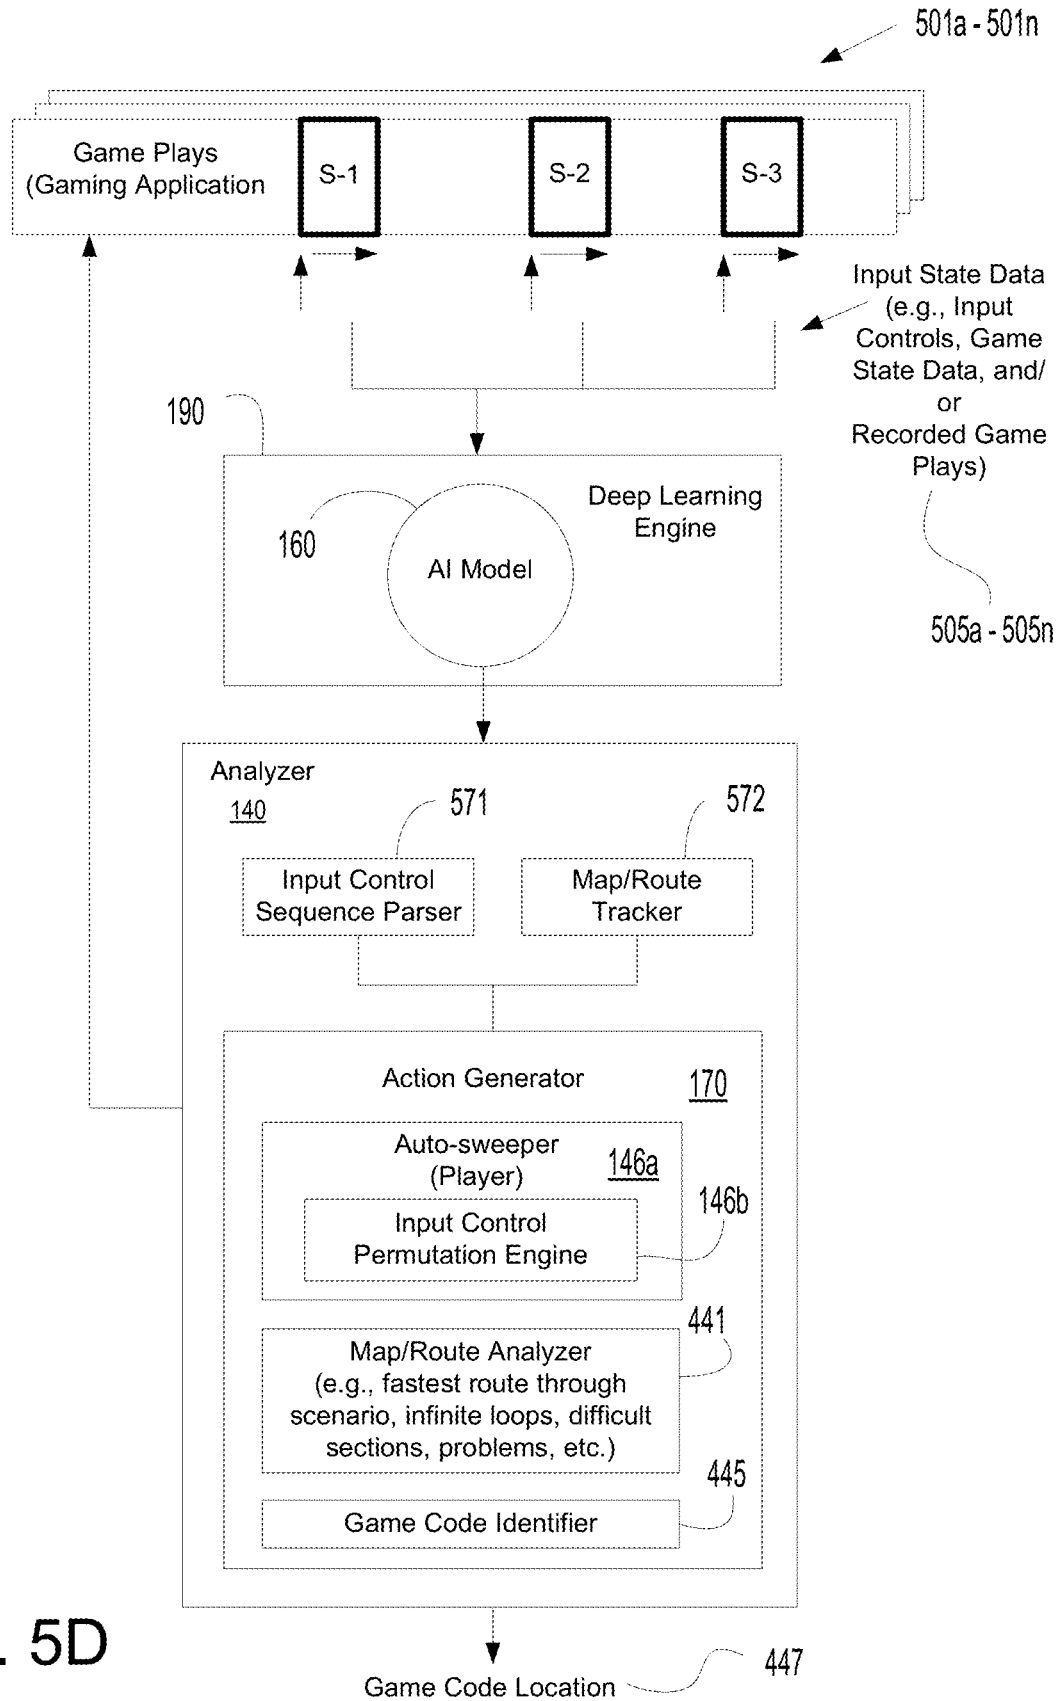 501a - 501n
Game Plays
(Gaming Application
S-1
S-2
S-3
Input State Data
(e.g., Input
Controls, Game
State Data, and/
or
Recorded Game
Plays)
505a - 505n
190
Deep Learning
Engine
160
AI Model
Analyzer
140
571
572
Input Control
Sequence Parser
Map/Route
Tracker
Action Generator
170
Auto-sweeper
(Player)
146a
146b
Input Control
Permutation Engine
441
Map/Route Analyzer
(e.g., fastest route through
scenario, infinite loops, difficult
sections, problems, etc.)
445
Game Code Identifier
. 5D
Game Code Location
447